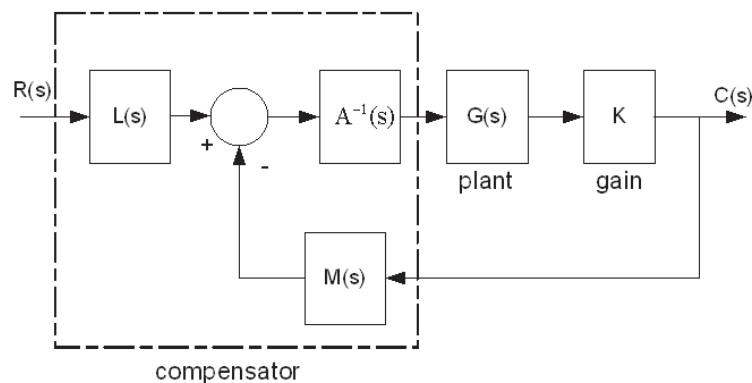 R(s)
L(s)
+
-
A⁻¹(s)
G(s)
plant
K
gain
C(s)
M(s)
compensator